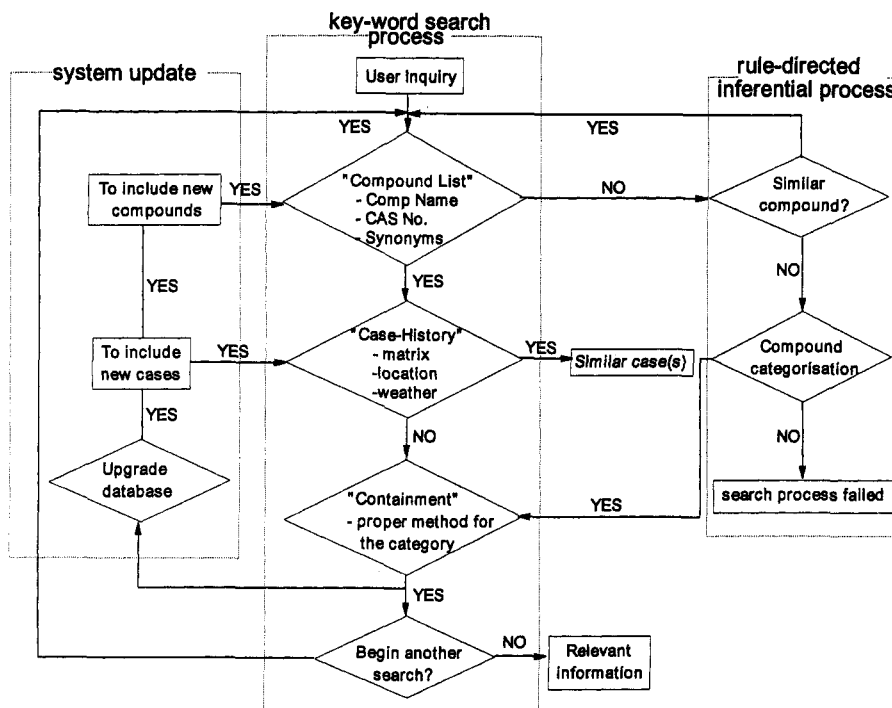 key-word search
process
system update
rule-directed
inferential process
User Inquiry
YES
YES
To include new
compounds
YES
"Compound List"
- Comp Name
- CAS No.
- Synonyms
NO
Similar
compound?
YES
YES
NO
To include
new cases
YES
"Case-History"
- matrix
-location
-weather
YES
Similar case(s)
Compound
categorisation
YES
NO
NO
Upgrade
database
"Containment"
- proper method for
the category
YES
search process failed
YES
Begin another
search?
NO
Relevant
information